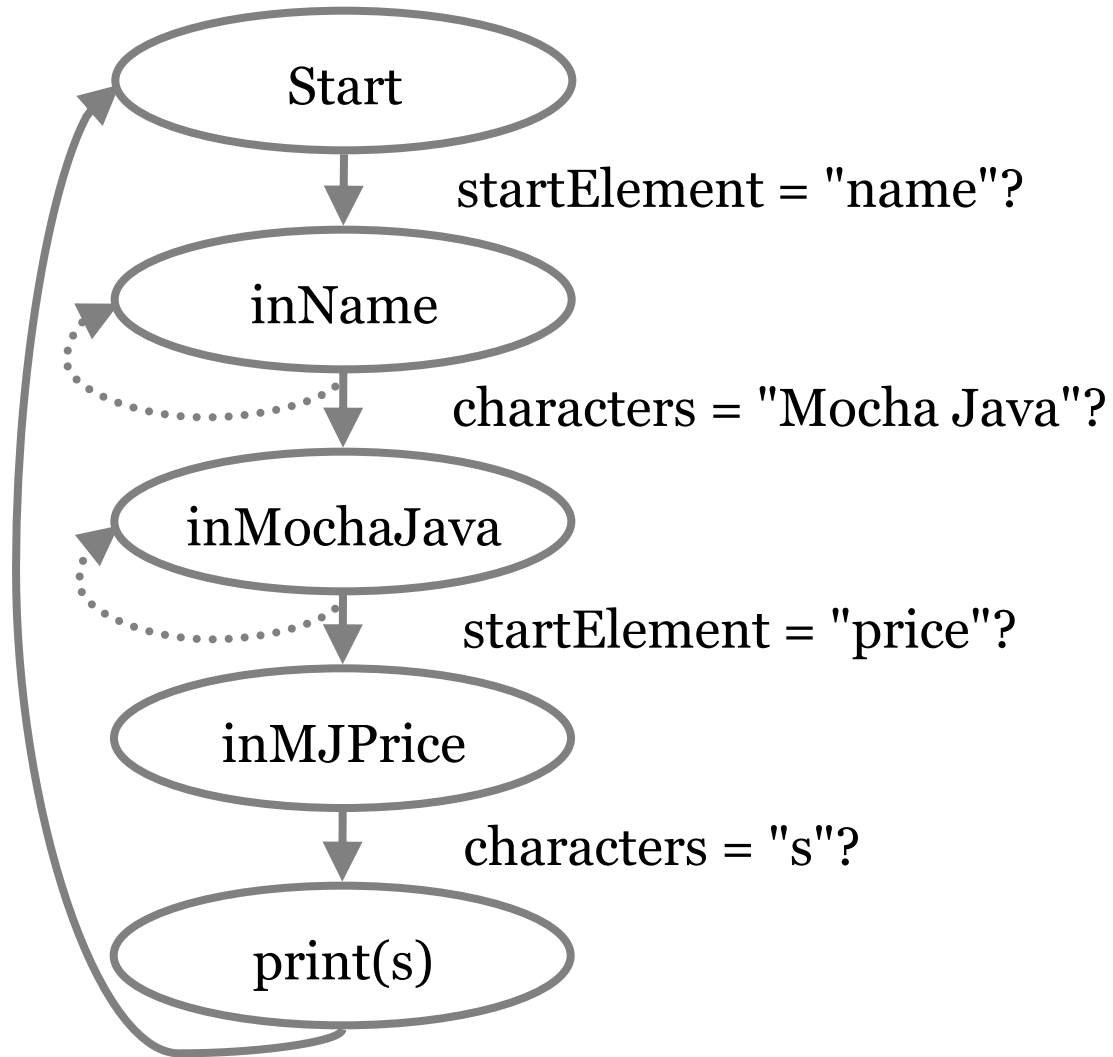 Start
startElement = "name"?
inName
characters = "Mocha Java"?
inMochaJava
startElement = "price"?
inMJPrice
characters = "s"?
print(s)